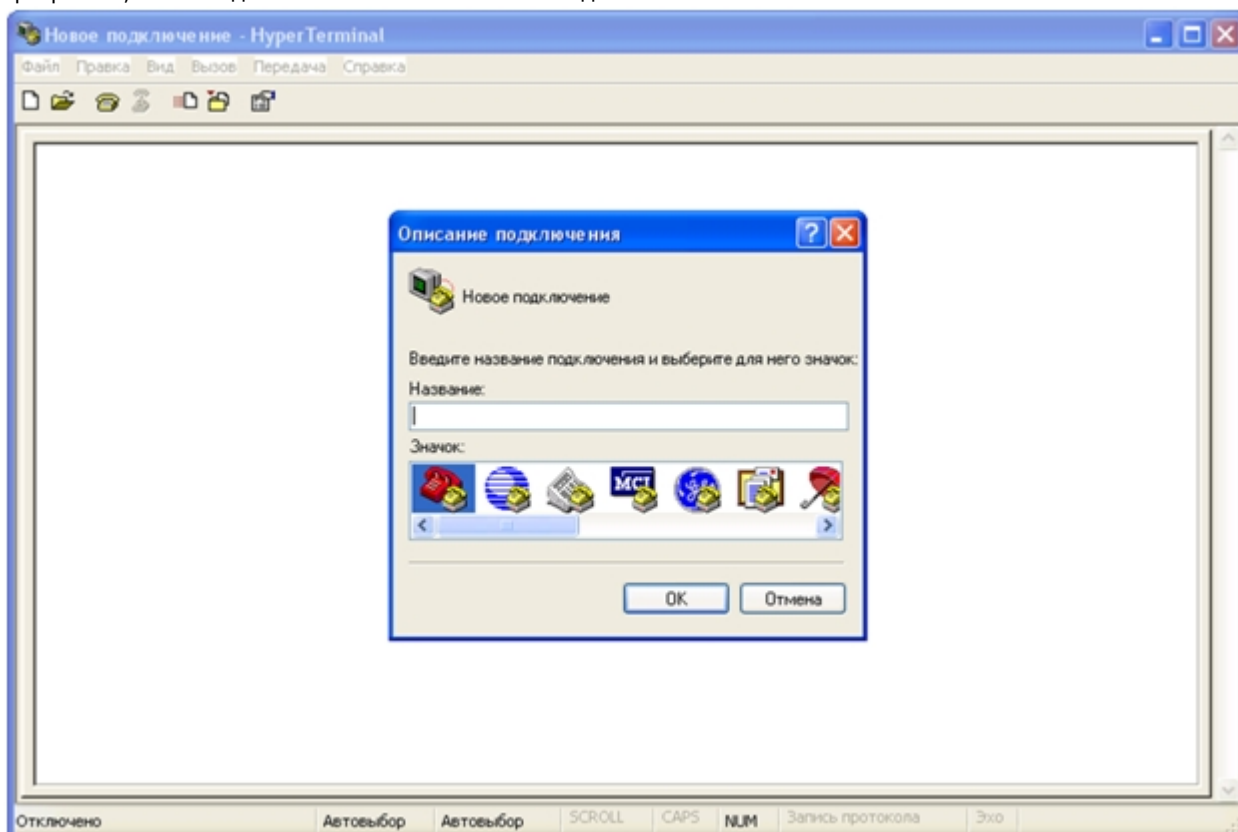 Новое подключение - HyperTerminal
Файл Правка Вид Вызов Передача Справка
Описание подключения
Новое подключение
Введите название подключения и выберите для него значок:
Название:
Значок:
MCI
OK Отмена
Отключено Автовыбор Автовыбор SCROLL CAPS NUM Запись протокола Эхо